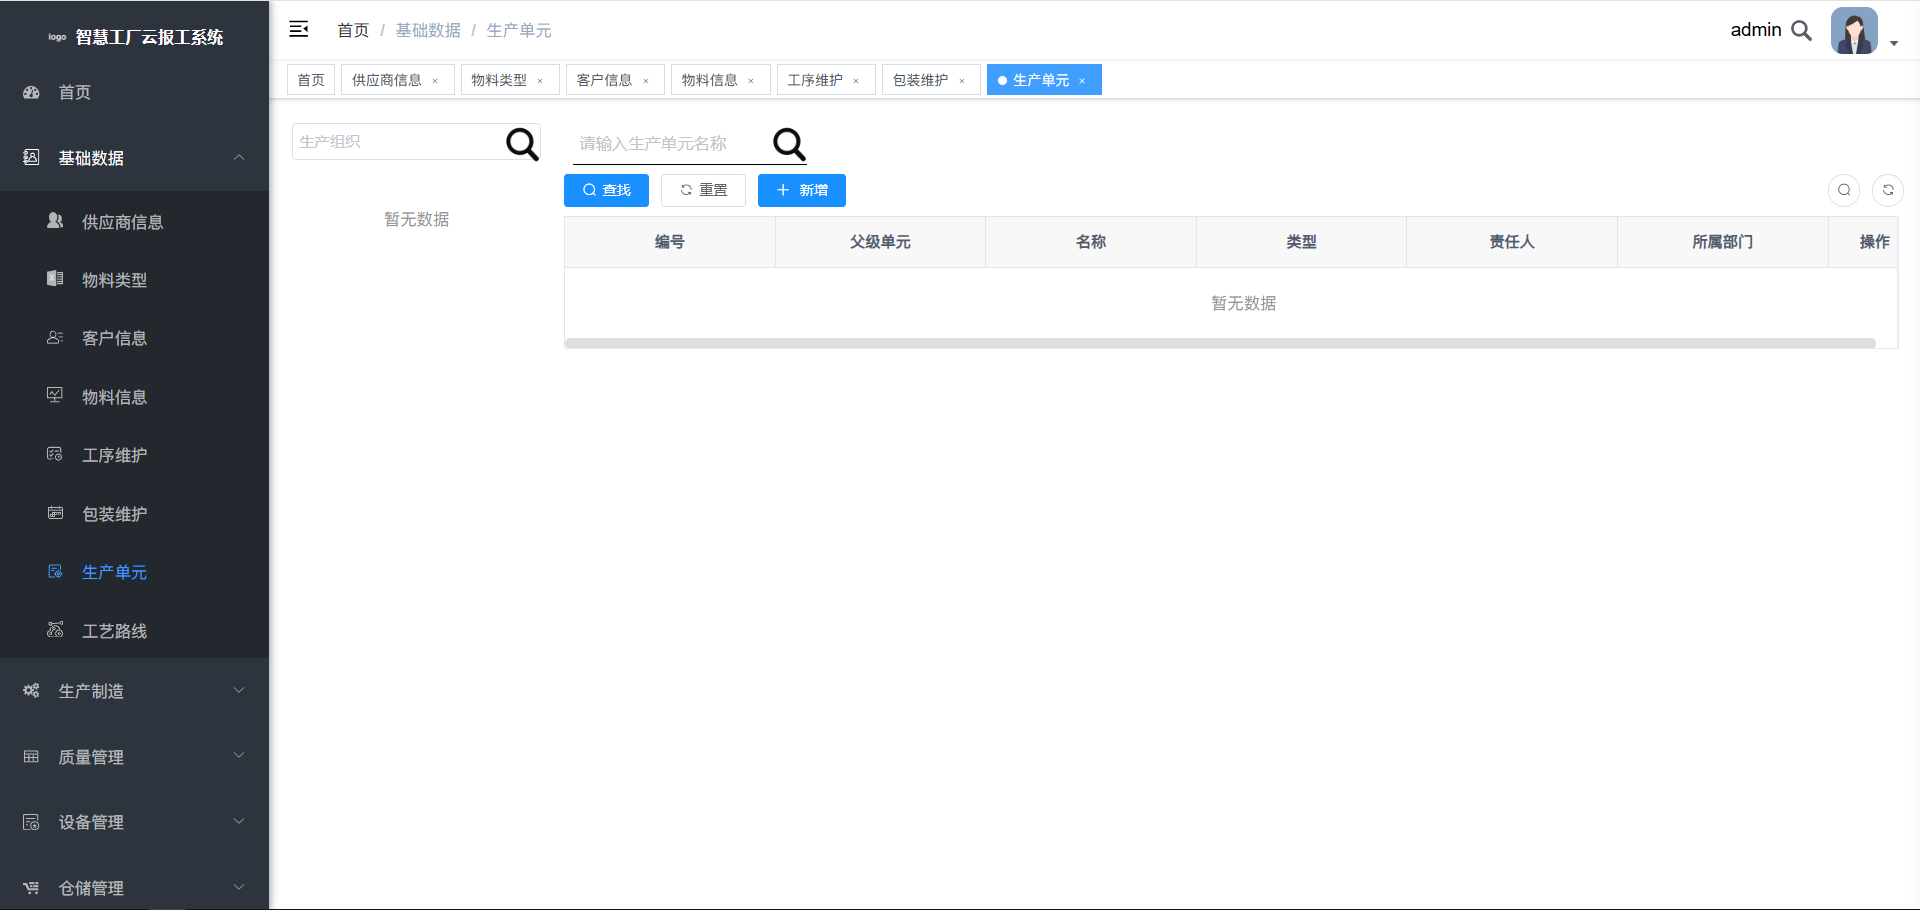 logo 智慧工厂云报工系统
首页
基础数据
供应商信息
物料类型
客户信息
物料信息
工序维护
包装维护
生产单元
工艺路线
生产制造
质量管理
设备管理
仓储管理
首页 / 基础数据 / 生产单元
admin
首页 供应商信息 × 物料类型 × 客户信息 × 物料信息 × 工序维护 × 包装维护 × 生产单元 ×
生产组织
暂无数据
请输入生产单元名称
查找 重置 新增
编号 父级单元 名称 类型 责任人 所属部门 操作
暂无数据